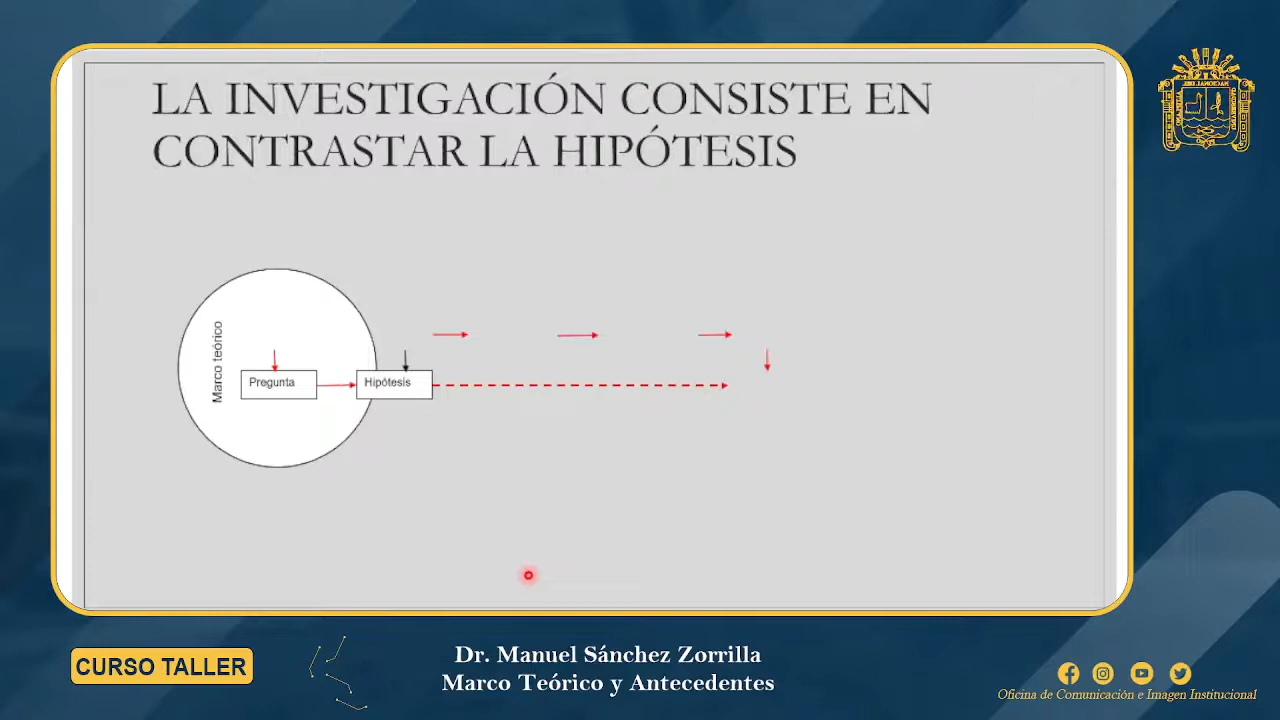 LA INVESTIGACIÓN CONSISTE EN
CONTRASTAR LA HIPÓTESIS
Marco teórico
Pregunta
Hipótesis
CURSO TALLER
Dr. Manuel Sánchez Zorrilla
Marco Teórico y Antecedentes
Oficina de Comunicación e Imagen Institucional